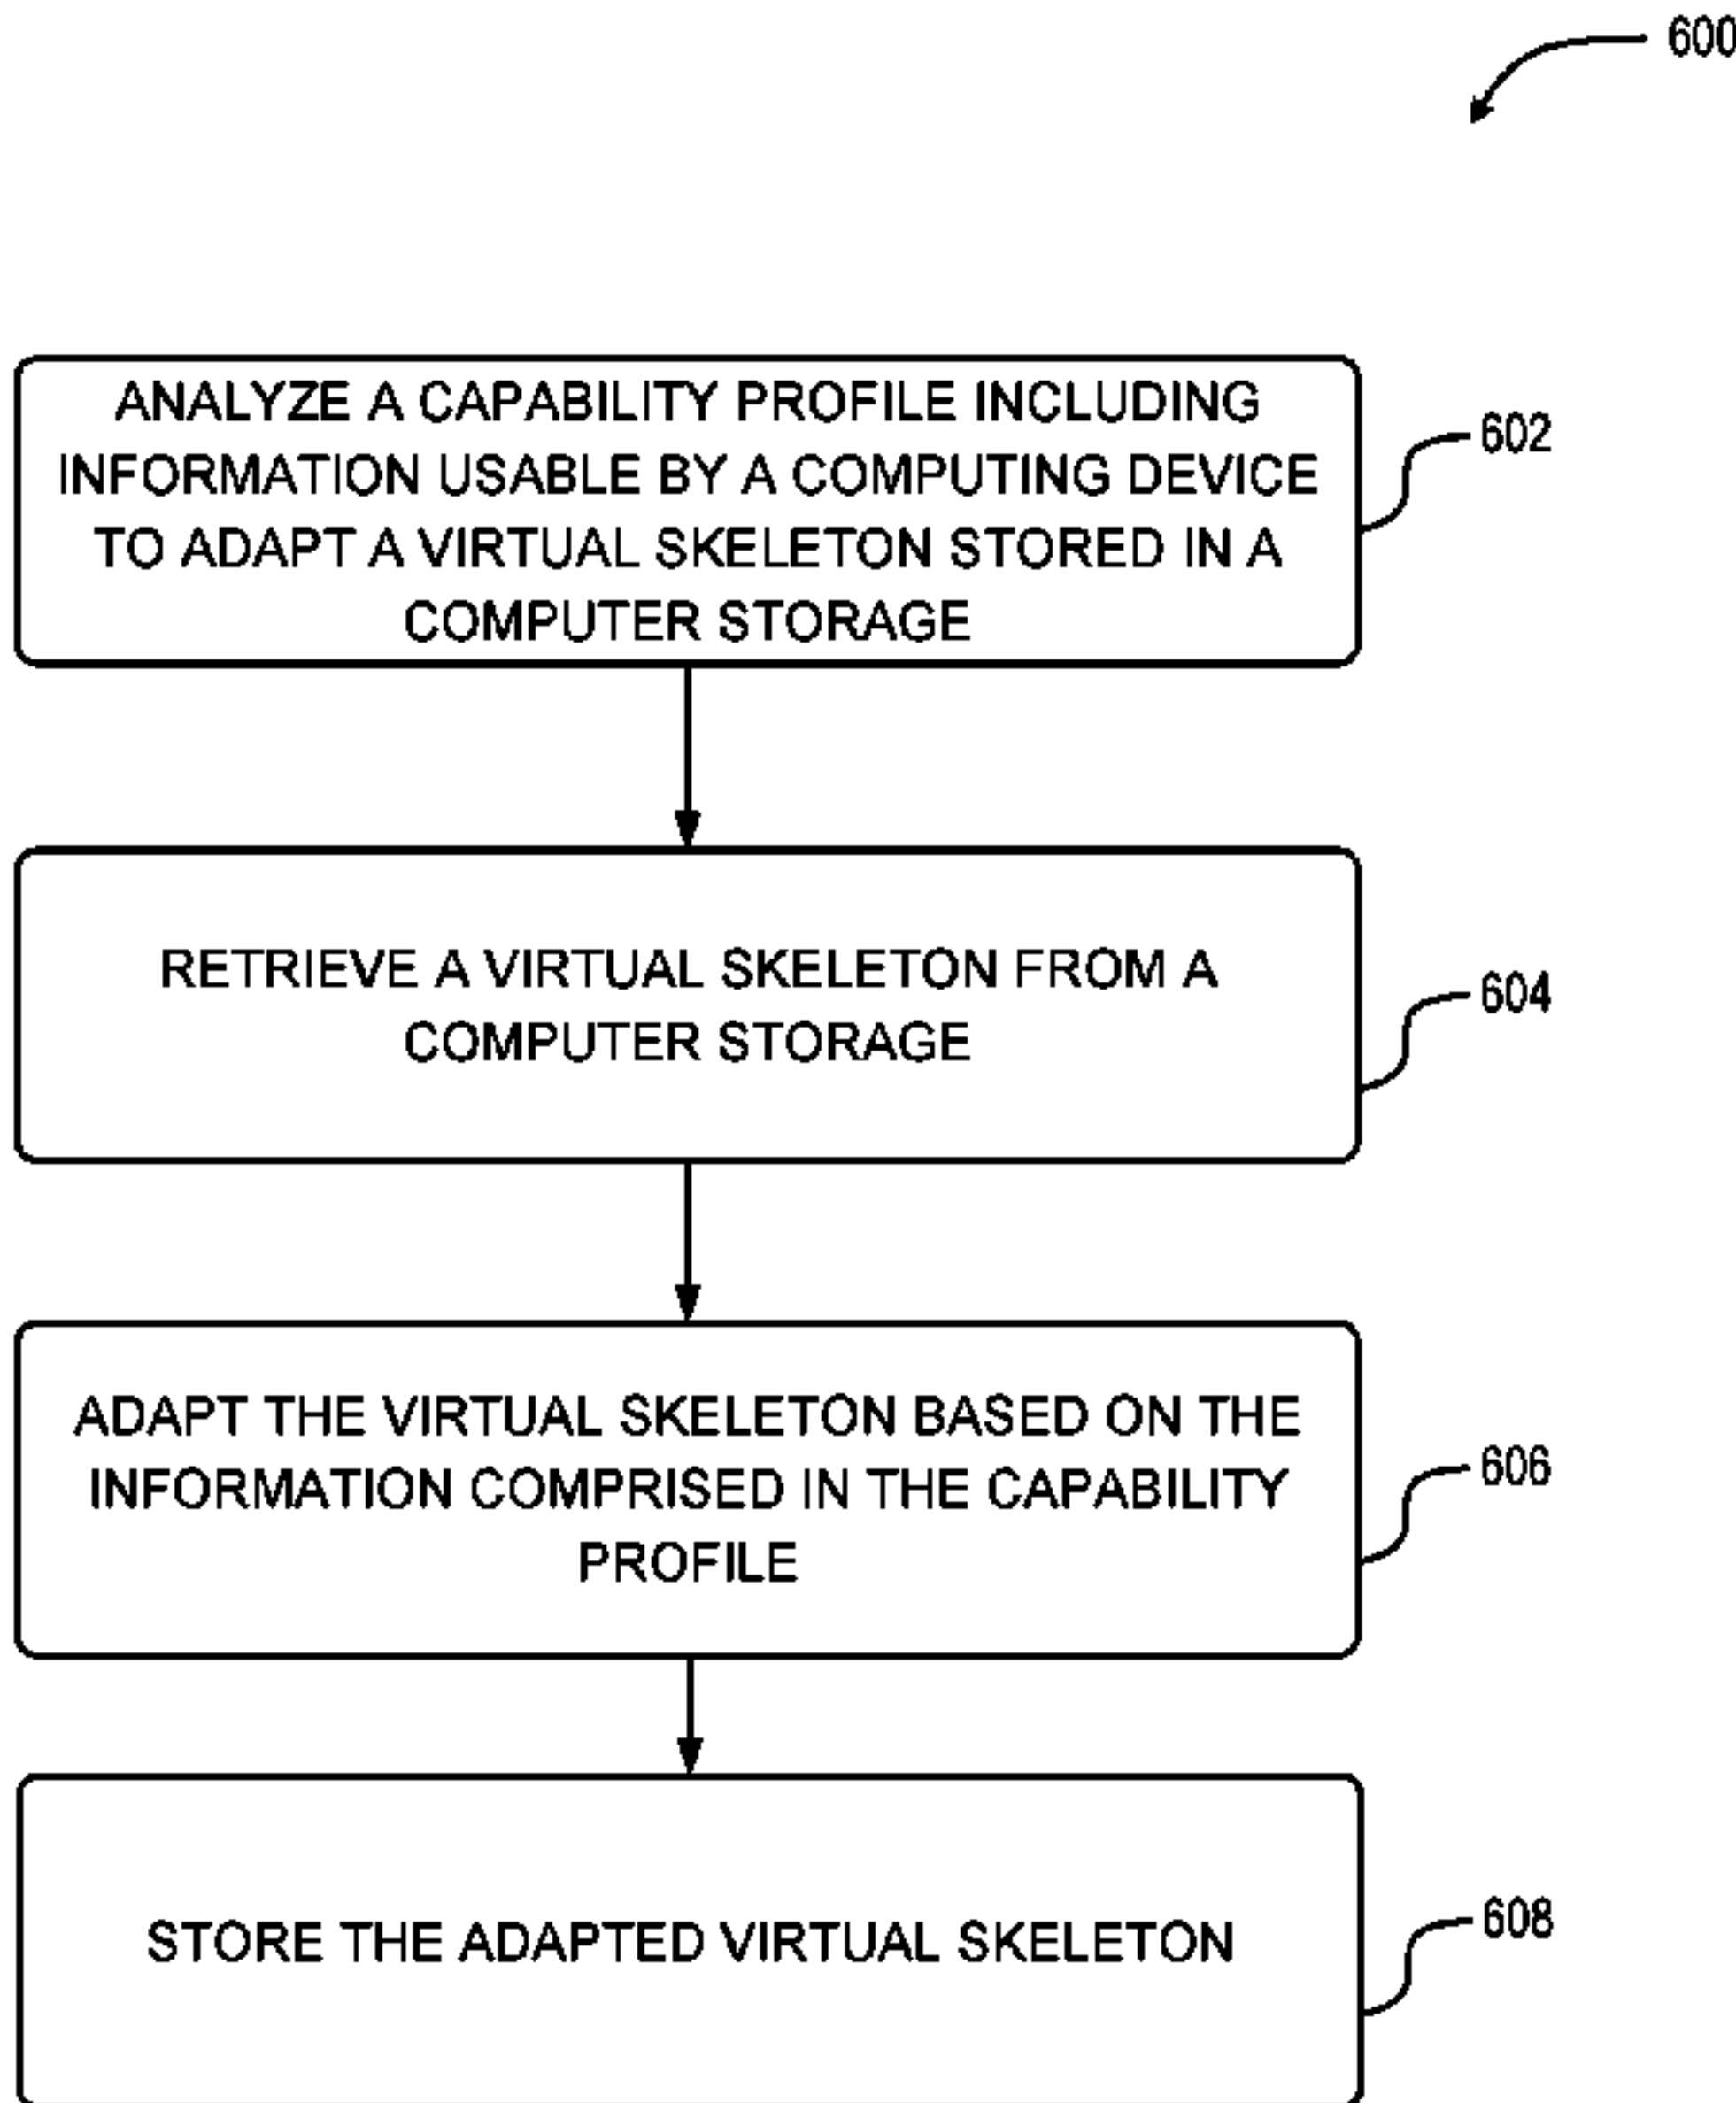 600
ANALYZE A CAPABILITY PROFILE INCLUDING
INFORMATION USABLE BY A COMPUTING DEVICE
TO ADAPT A VIRTUAL SKELETON STORED IN A
COMPUTER STORAGE
602
RETRIEVE A VIRTUAL SKELETON FROM A
COMPUTER STORAGE
604
ADAPT THE VIRTUAL SKELETON BASED ON THE
INFORMATION COMPRISED IN THE CAPABILITY
PROFILE
606
STORE THE ADAPTED VIRTUAL SKELETON
608